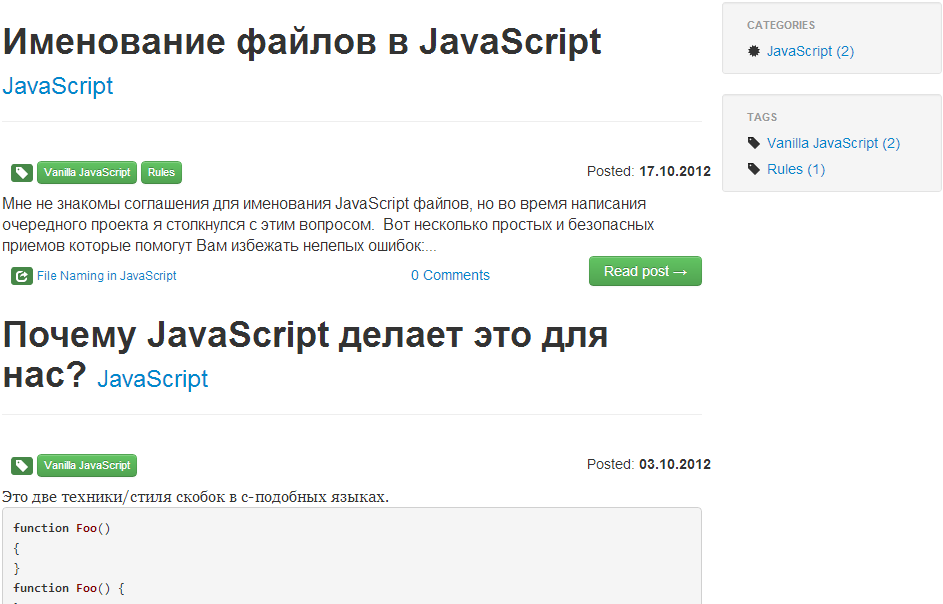 Именование файлов в JavaScript
JavaScript
Vanilla JavaScript Rules
Posted: 17.10.2012
Мне не знакомы соглашения для именования JavaScript файлов, но во время написания
очередного проекта я столкнулся с этим вопросом.  Вот несколько простых и безопасных
приемов которые помогут Вам избежать нелепых ошибок:...
File Naming in JavaScript
0 Comments
Read post →
Почему JavaScript делает это для
нас? JavaScript
Vanilla JavaScript
Posted: 03.10.2012
Это две техники/стиля скобок в с-подобных языках.
function Foo()
{
}
function Foo() {
CATEGORIES
JavaScript (2)
TAGS
Vanilla JavaScript (2)
Rules (1)